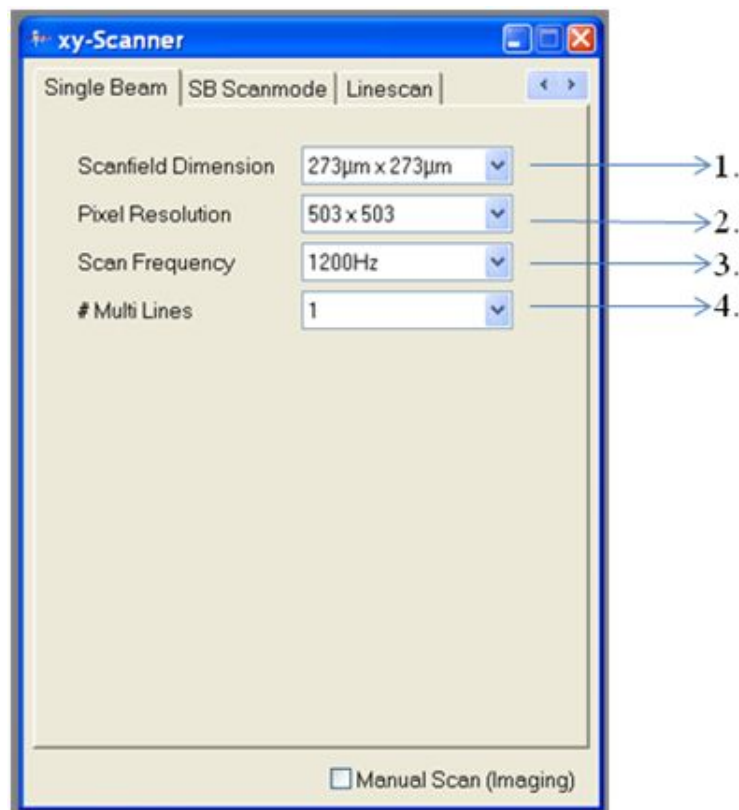 xy-Scanner
Single Beam SB Scanmode Linescan
Scanfield Dimension 273µm x 273µm 1.
Pixel Resolution 503 x 503 2.
Scan Frequency 1200Hz 3.
# Multi Lines 1 4.
Manual Scan (Imaging)